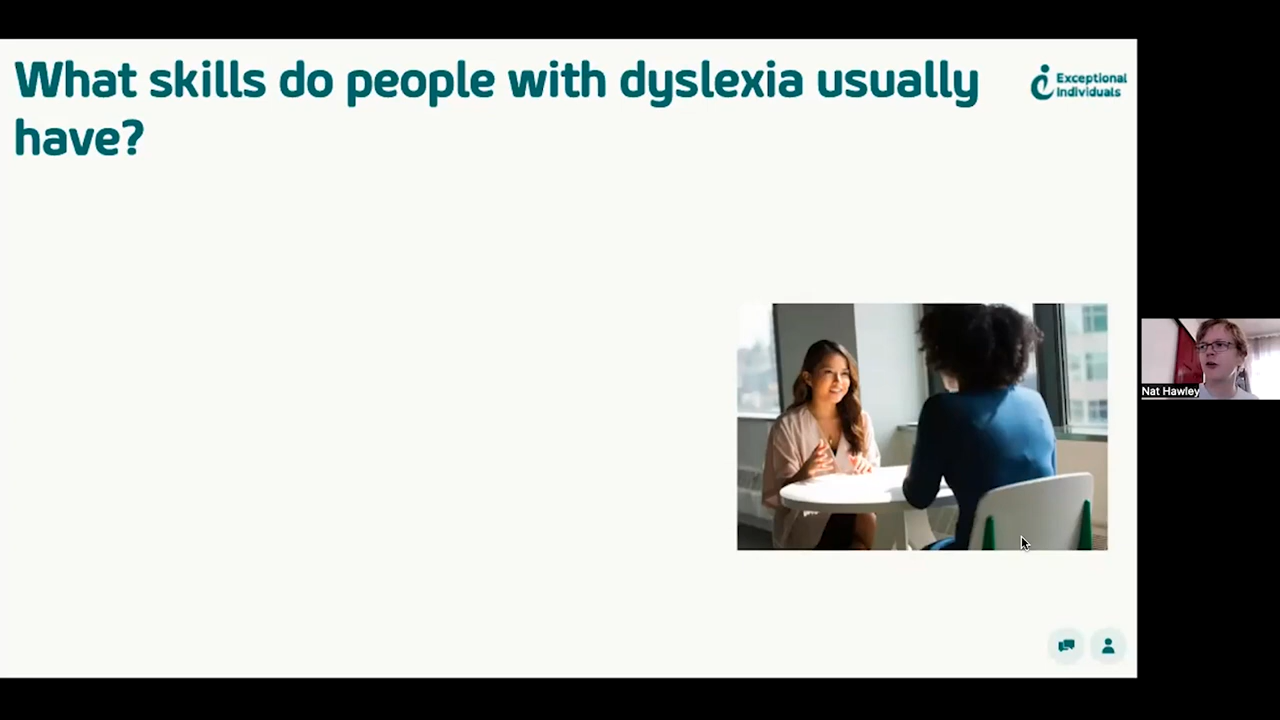 What skills do people with dyslexia usually
have?
Exceptional
Individuals
Nat Hawley